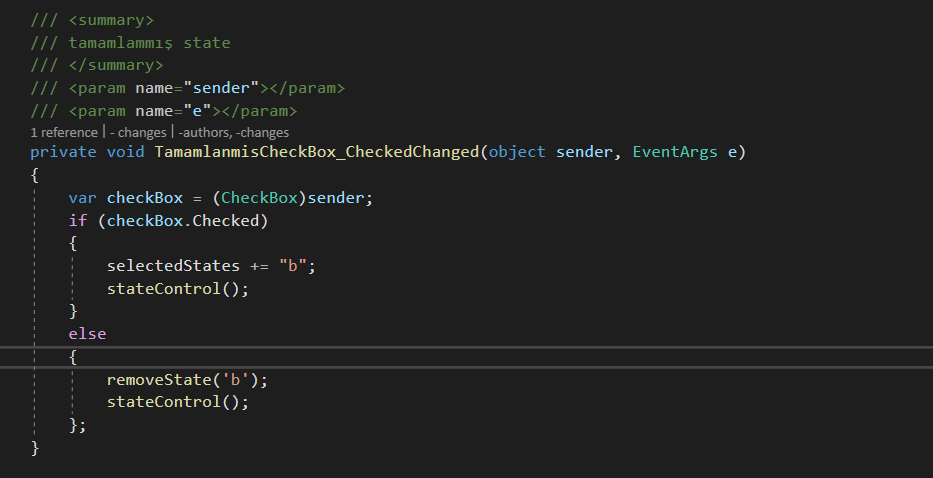 /// <summary>
/// tamamlammış state
/// </summary>
/// <param name="sender"></param>
/// <param name="e"></param>
1 reference | - changes | -authors, -changes
private void TamamlanmisCheckBox_CheckedChanged(object sender, EventArgs e)
{
    var checkBox = (CheckBox)sender;
    if (checkBox.Checked)
    {
        selectedStates += "b";
        stateControl();
    }
    else
    {
        removeState('b');
        stateControl();
    };
}